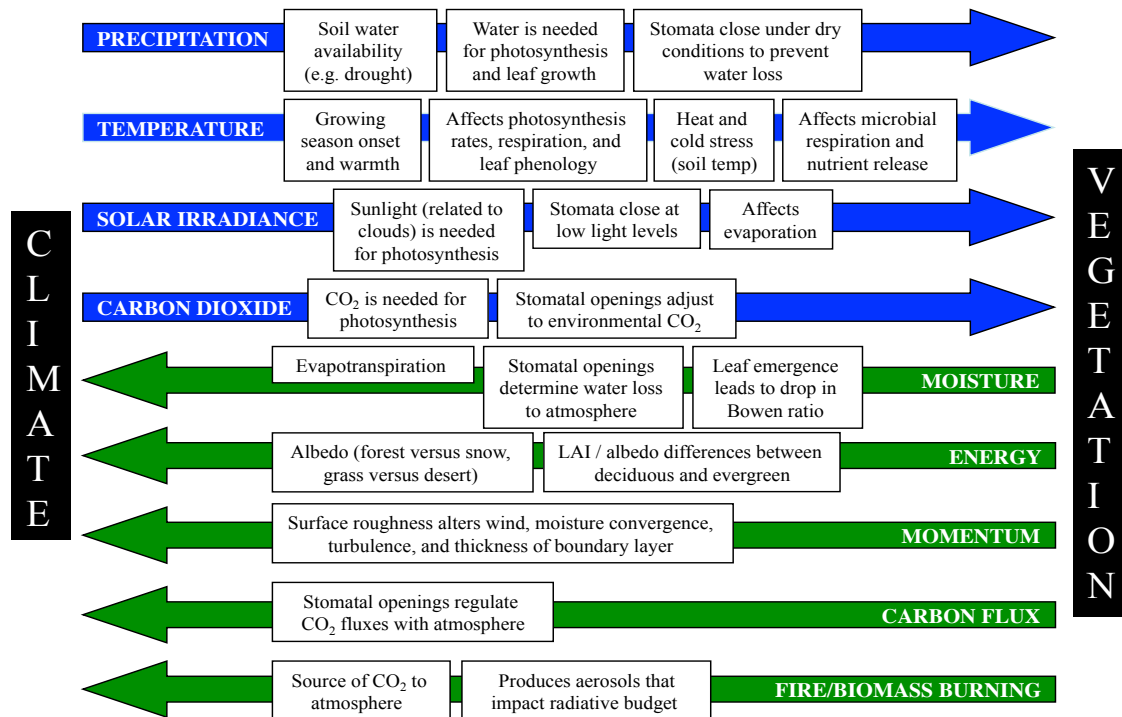 PRECIPITATION
Soil water
availability
(e.g. drought)
Water is needed
for photosynthesis
and leaf growth
Stomata close under dry
conditions to prevent
water loss
TEMPERATURE
Growing
season onset
and warmth
Affects photosynthesis
rates, respiration, and
leaf phenology
Heat and
cold stress
(soil temp)
Affects microbial
respiration and
nutrient release
SOLAR IRRADIANCE
Sunlight (related to
clouds) is needed
for photosynthesis
Stomata close at
low light levels
Affects
evaporation
CARBON DIOXIDE
CO₂ is needed for
photosynthesis
Stomatal openings adjust
to environmental CO₂
Evapotranspiration
Stomatal openings
determine water loss
to atmosphere
Leaf emergence
leads to drop in
Bowen ratio
MOISTURE
Albedo (forest versus snow,
grass versus desert)
LAI / albedo differences between
deciduous and evergreen
ENERGY
Surface roughness alters wind, moisture convergence,
turbulence, and thickness of boundary layer
MOMENTUM
Stomatal openings regulate
CO₂ fluxes with atmosphere
CARBON FLUX
Source of CO₂ to
atmosphere
Produces aerosols that
impact radiative budget
FIRE/BIOMASS BURNING
CLIMATE
VEGETATION